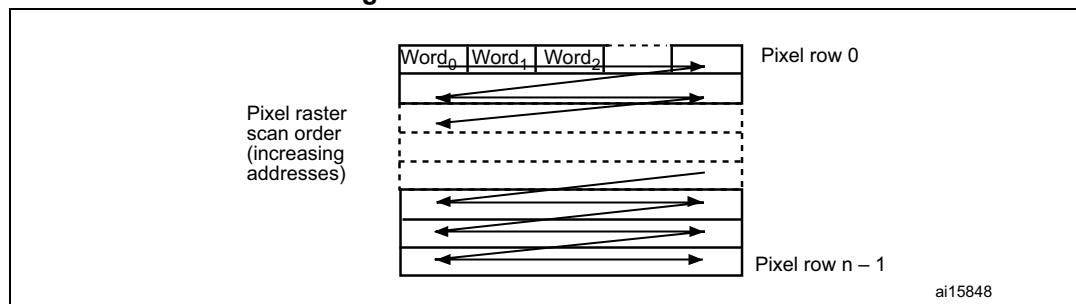 Word0 Word1 Word2
Pixel row 0
Pixel raster
scan order
(increasing
addresses)
Pixel row n – 1
ai15848